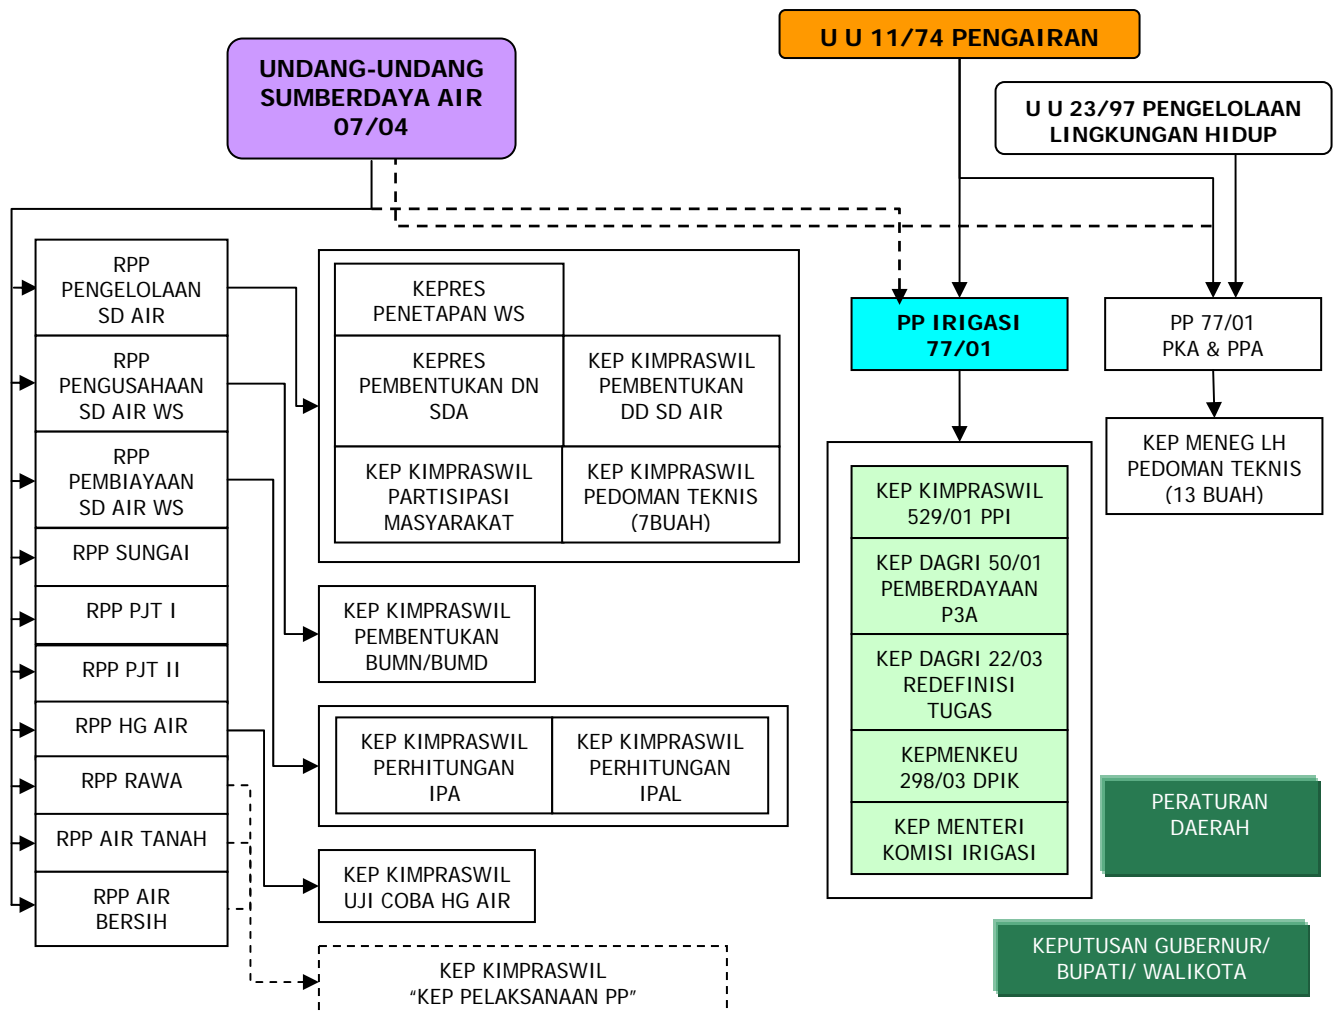 U U 11/74 PENGAIRAN
UNDANG-UNDANG
SUMBERDAYA AIR
07/04
U U 23/97 PENGELOLAAN
LINGKUNGAN HIDUP
RPP
PENGELOLAAN
SD AIR
RPP
PENGUSAHAAN
SD AIR WS
RPP
PEMBIAYAAN
SD AIR WS
RPP SUNGAI
RPP PJT I
RPP PJT II
RPP HG AIR
RPP RAWA
RPP AIR TANAH
RPP AIR
BERSIH
KEPRES
PENETAPAN WS
KEPRES
PEMBENTUKAN DN
SDA
KEP KIMPRASWIL
PEMBENTUKAN
DD SD AIR
KEP KIMPRASWIL
PARTISIPASI
MASYARAKAT
KEP KIMPRASWIL
PEDOMAN TEKNIS
(7BUAH)
KEP KIMPRASWIL
PEMBENTUKAN
BUMN/BUMD
KEP KIMPRASWIL
PERHITUNGAN
IPA
KEP KIMPRASWIL
PERHITUNGAN
IPAL
KEP KIMPRASWIL
UJI COBA HG AIR
KEP KIMPRASWIL
“KEP PELAKSANAAN PP”
PP IRIGASI
77/01
KEP KIMPRASWIL
529/01 PPI
KEP DAGRI 50/01
PEMBERDAYAAN
P3A
KEP DAGRI 22/03
REDEFINISI
TUGAS
KEPMENKEU
298/03 DPIK
KEP MENTERI
KOMISI IRIGASI
PP 77/01
PKA & PPA
KEP MENEG LH
PEDOMAN TEKNIS
(13 BUAH)
PERATURAN
DAERAH
KEPUTUSAN GUBERNUR/
BUPATI/ WALIKOTA